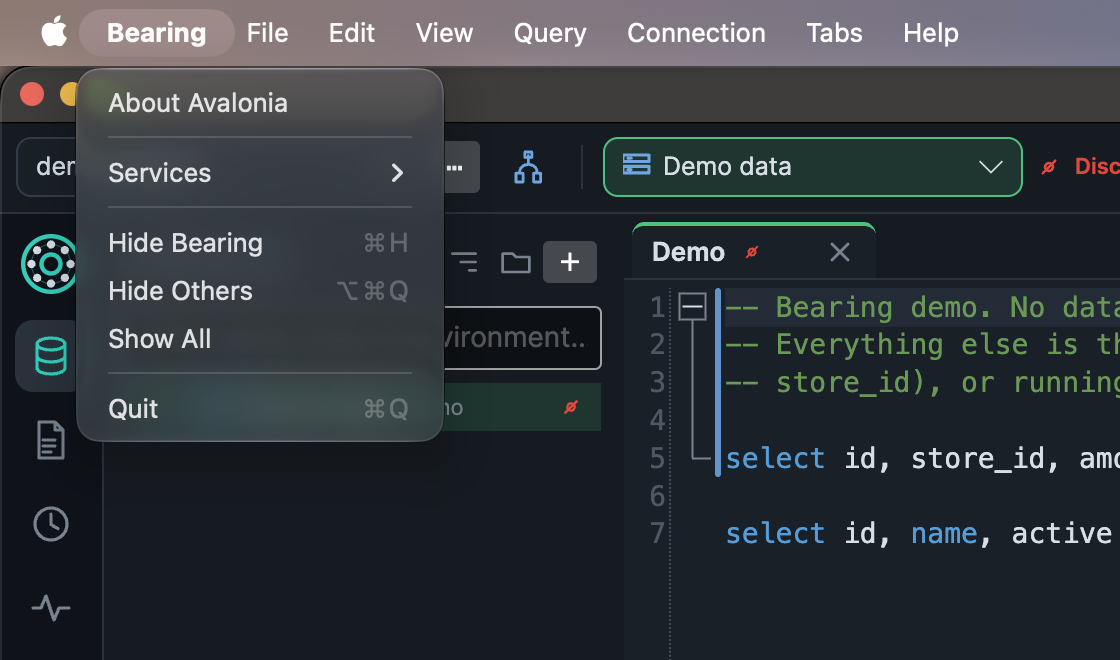 Bearing File Edit View Query Connection Tabs Help
About Avalonia
Services
Hide Bearing ⌘H
Hide Others ⌥⌘Q
Show All
Quit ⌘Q
...
Demo data
Demo
1 -- Bearing demo. No data
2 -- Everything else is
3 -- store_id), or running
4
5 select id, store_id,
6
7 select id, name, active